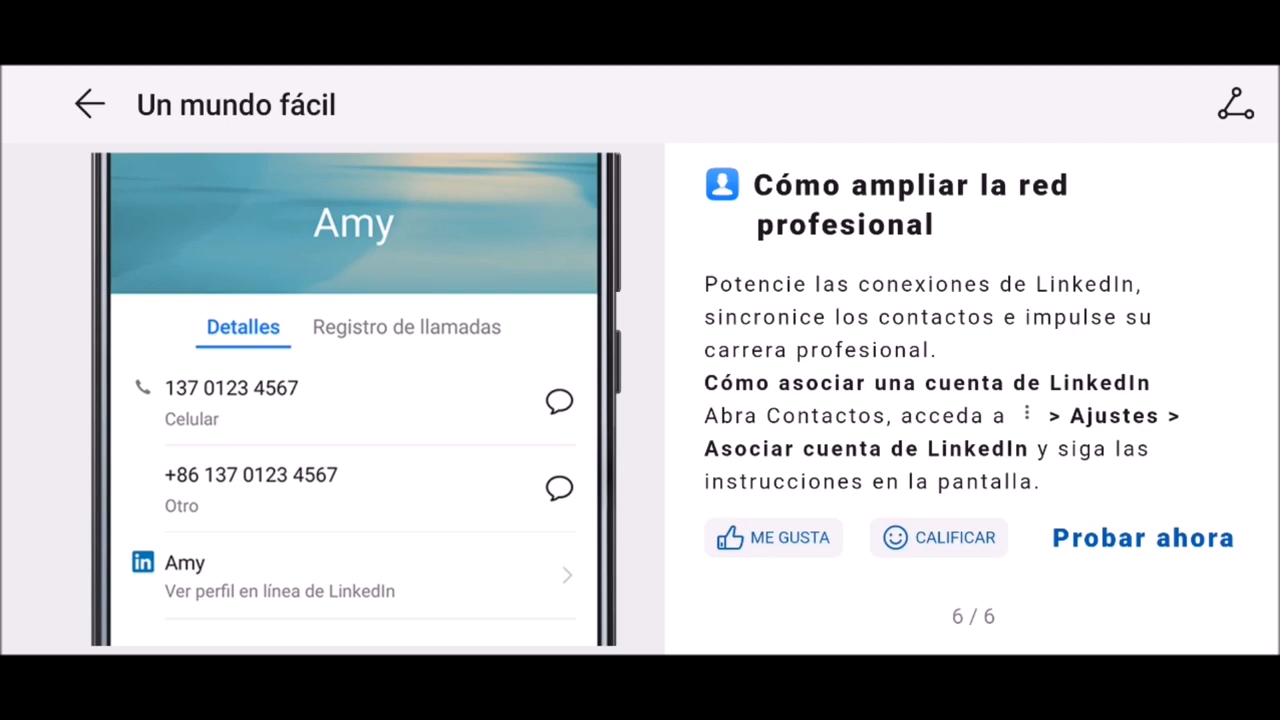 Un mundo fácil
Amy
Detalles
Registro de llamadas
137 0123 4567
Celular
+86 137 0123 4567
Otro
in
Amy
Ver perfil en línea de LinkedIn
Cómo ampliar la red
profesional
Potencie las conexiones de LinkedIn,
sincronice los contactos e impulse su
carrera profesional.
Cómo asociar una cuenta de LinkedIn
Abra Contactos, acceda a ⋮ > Ajustes >
Asociar cuenta de LinkedIn y siga las
instrucciones en la pantalla.
ME GUSTA
CALIFICAR
Probar ahora
6 / 6